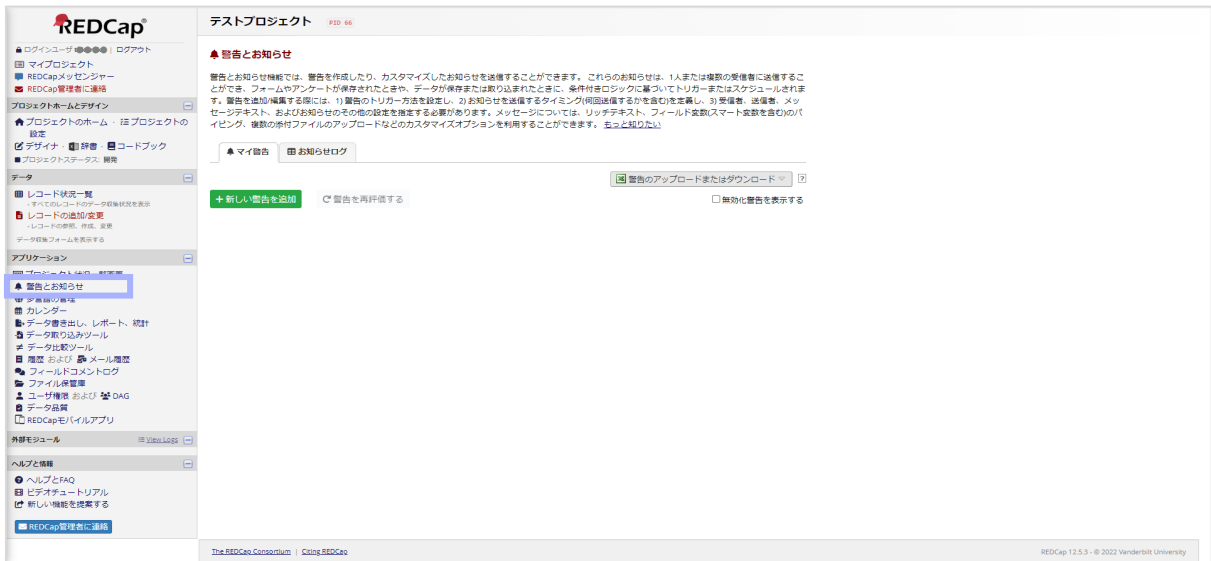 REDCap®
ログインユーザ | ログアウト
マイプロジェクト
REDCapメッセンジャー
REDCap管理者に連絡
プロジェクトホームとデザイン
プロジェクトのホーム · プロジェクトの
設定
デザイナ · 辞書 · コードブック
プロジェクトステータス: 開発
データ
レコード状況一覧
- すべてのレコードのデータ収集状況を表示
レコードの追加/変更
- レコードの参照、作成、変更
データ収集フォームを表示する
アプリケーション
警告とお知らせ
カレンダー
データ書き出し、レポート、統計
データ取り込みツール
データ比較ツール
履歴 および メール履歴
フィールドコメントログ
ファイル保管庫
ユーザ権限 および DAG
データ品質
REDCapモバイルアプリ
外部モジュール View Logs
ヘルプと情報
ヘルプとFAQ
ビデオチュートリアル
新しい機能を提案する
REDCap管理者に連絡
テストプロジェクト PID 66
警告とお知らせ
警告とお知らせ機能では、警告を作成したり、カスタマイズしたお知らせを送信することができます。 これらのお知らせは、1人または複数の受信者に送信するこ
とができ、フォームやアンケートが保存されたときや、データが保存または取り込まれたときに、条件付きロジックに基づいてトリガーまたはスケジュールされま
す。警告を追加/編集する際には、1) 警告のトリガー方法を設定し、2) お知らせを送信するタイミング(何回送信するかを含む)を定義し、3) 受信者、送信者、メッ
セージテキスト、およびお知らせのその他の設定を指定する必要があります。メッセージについては、リッチテキスト、フィールド変数(スマート変数を含む)のパ
イピング、複数の添付ファイルのアップロードなどのカスタマイズオプションを利用することができます。 もっと知りたい
マイ警告 お知らせログ
警告のアップロードまたはダウンロード ?
+ 新しい警告を追加 警告を再評価する 無効化警告を表示する
The REDCap Consortium | Citing REDCap
REDCap 12.5.3 - © 2022 Vanderbilt University